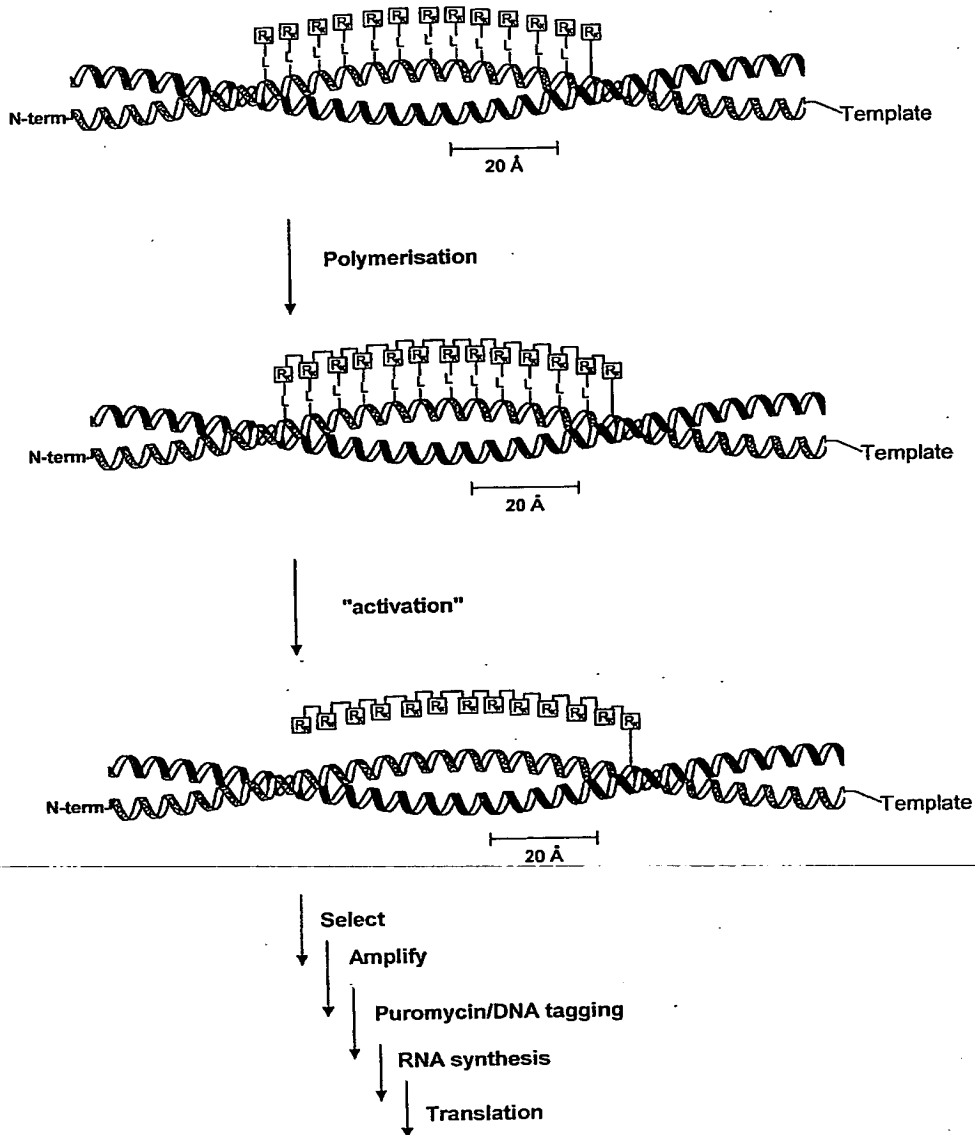 L L L L L L L L L L L L
N-term
Template
20 Å
Polymerisation
L L L L L L L L L L L L
N-term
Template
20 Å
"activation"
N-term
Template
20 Å
Select
Amplify
Puromycin/DNA tagging
RNA synthesis
Translation